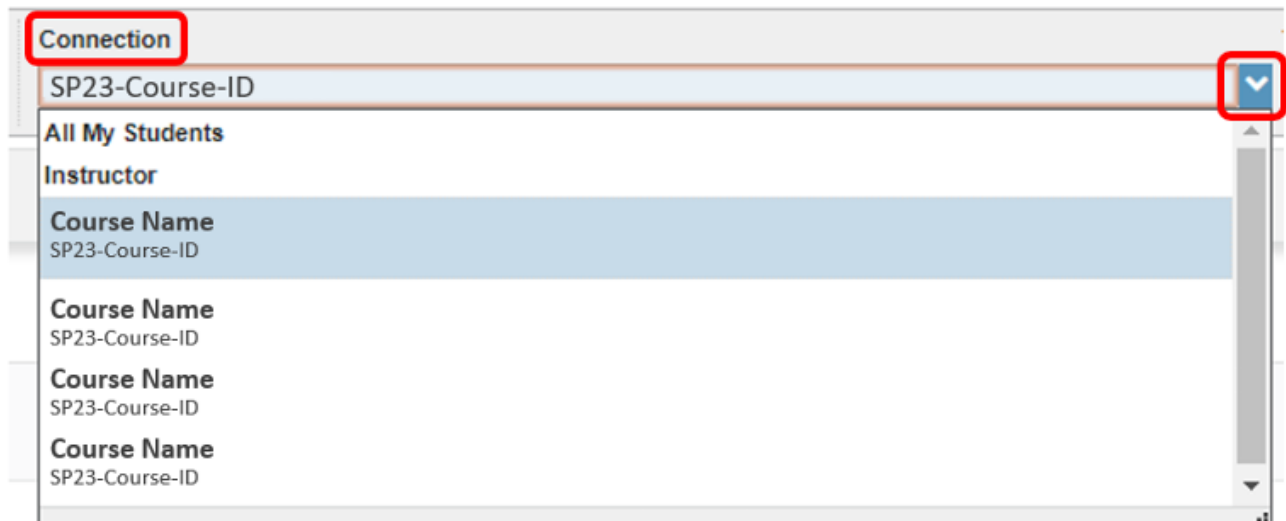 Connection
SP23-Course-ID
All My Students
Instructor
Course Name
SP23-Course-ID
Course Name
SP23-Course-ID
Course Name
SP23-Course-ID
Course Name
SP23-Course-ID